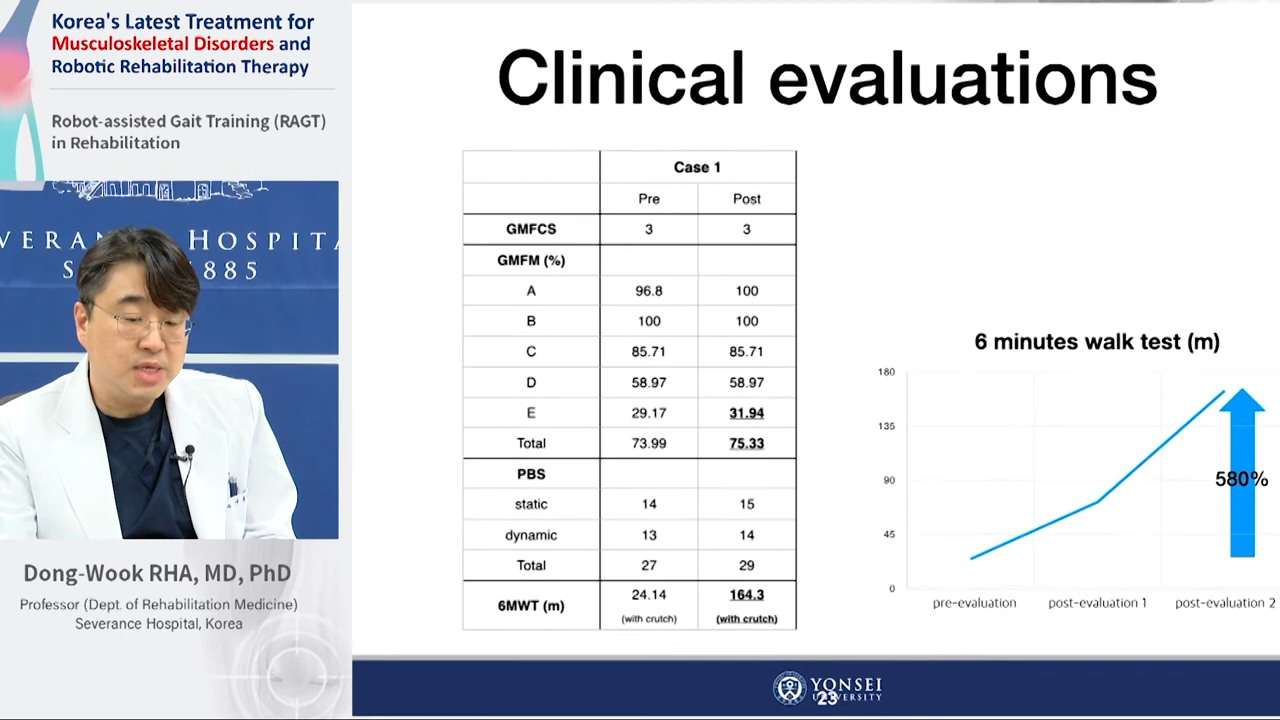 Korea's Latest Treatment for
Musculoskeletal Disorders and
Robotic Rehabilitation Therapy
Robot-assisted Gait Training (RAGT)
in Rehabilitation
VERAN HOSPITA
S 1885
Dong-Wook RHA, MD, PhD
Professor (Dept. of Rehabilitation Medicine)
Severance Hospital, Korea
Clinical evaluations
Case 1
Pre Post
GMFCS 3 3
GMFM (%)
A 96.8 100
B 100 100
C 85.71 85.71
D 58.97 58.97
E 29.17 31.94
Total 73.99 75.33
PBS
static 14 15
dynamic 13 14
Total 27 29
6MWT (m) 24.14 164.3
(with crutch) (with crutch)
6 minutes walk test (m)
180
135
90
45
0
580%
pre-evaluation post-evaluation 1 post-evaluation 2
YONSEI
UNIVERSITY
23